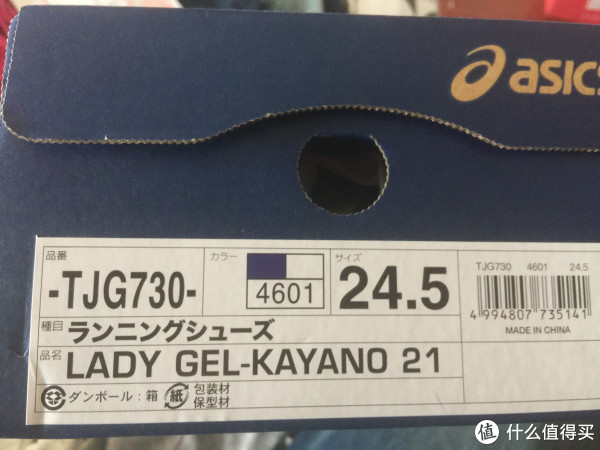 asics
品番
-TJG730-
カラー
4601
サイズ
24.5
TJG730 4601 24.5
4 994807 735141
MADE IN CHINA
種目 ランニングシューズ
品名 LADY GEL-KAYANO 21
ダンボール:箱 紙 包装材
保型材
值 什么值得买